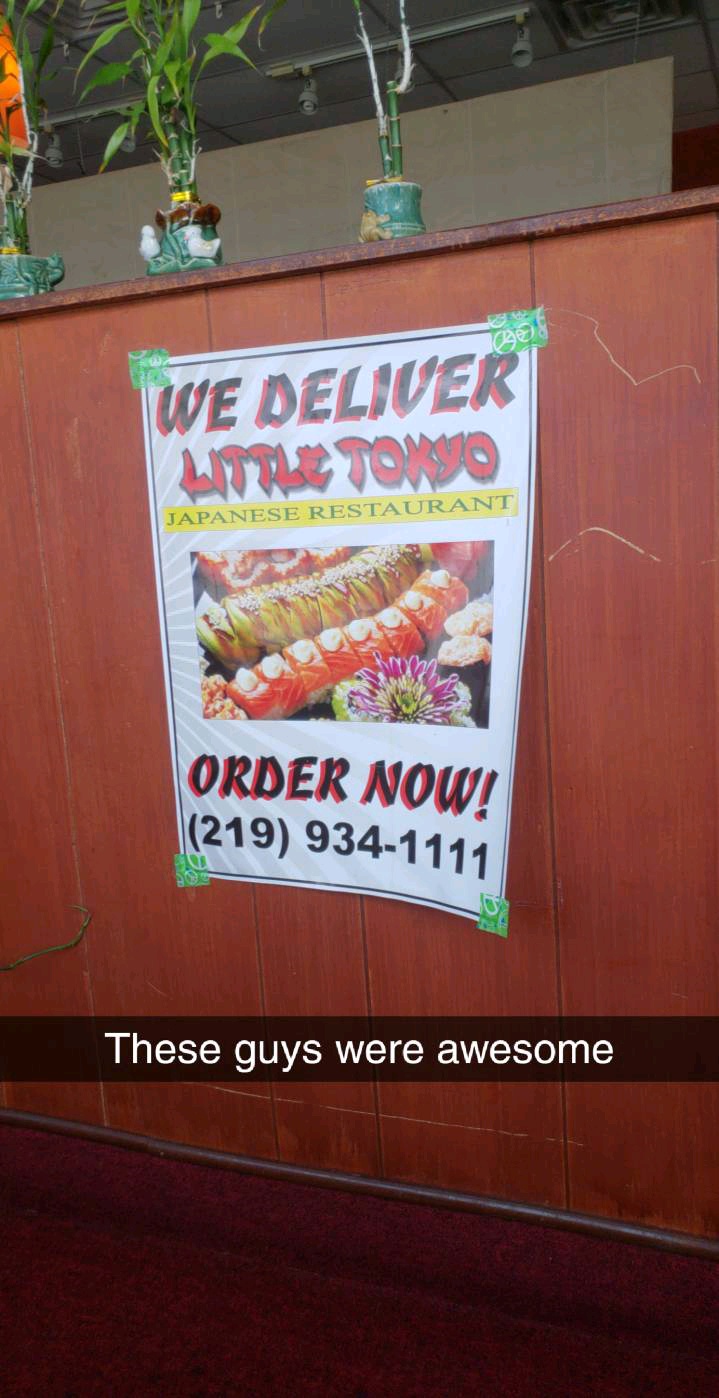 WE DELIVER
LITTLE TOKYO
JAPANESE RESTAURANT
ORDER NOW!
(219) 934-1111
These guys were awesome